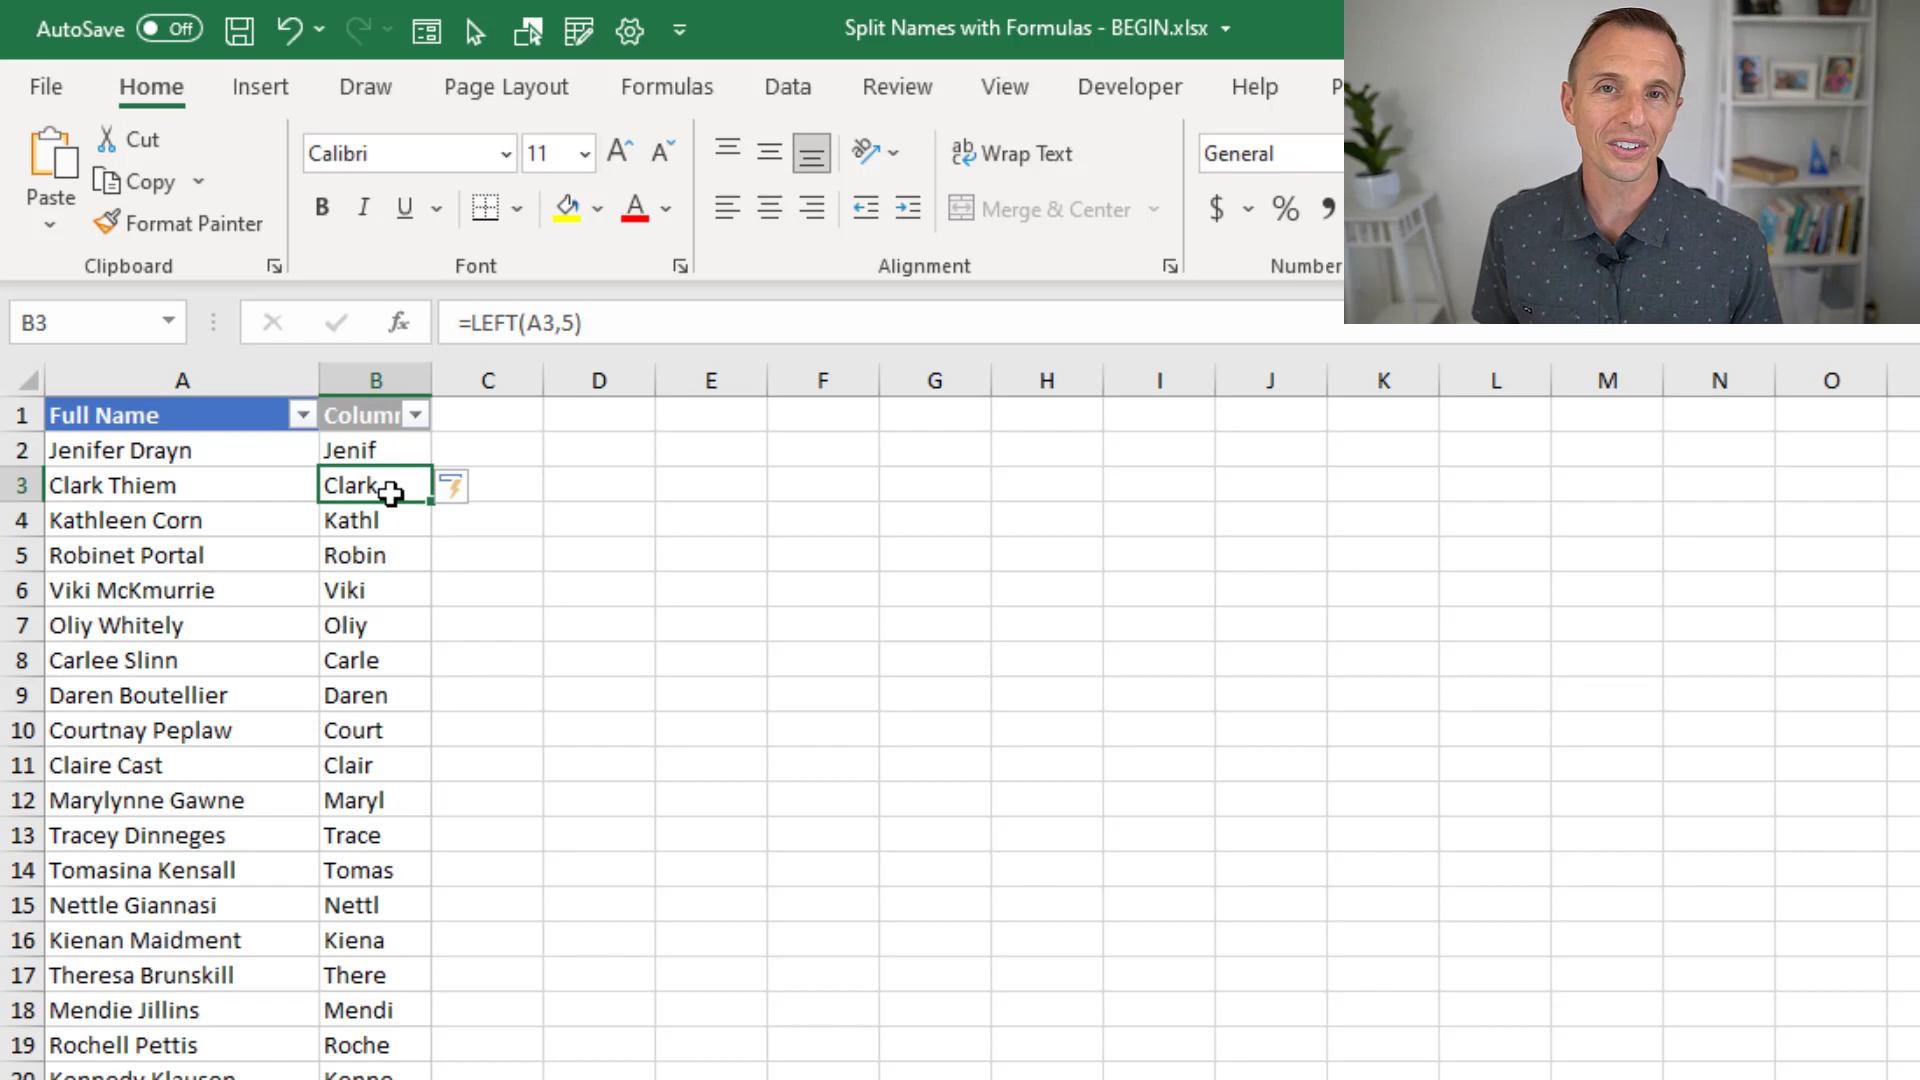 AutoSave Off Split Names with Formulas - BEGIN.xlsx
File Home Insert Draw Page Layout Formulas Data Review View Developer Help P
Paste
Cut
Copy
Format Painter
Calibri 11
B I U A
ab c Wrap Text
Merge & Center
General
$ % ,
Clipboard Font Alignment Number
B3 fx =LEFT(A3,5)
A B C D E F G H I J K L M N O
1 Full Name Column
2 Jenifer Drayn Jenif
3 Clark Thiem Clark
4 Kathleen Corn Kathl
5 Robinet Portal Robin
6 Viki McKmurrie Viki
7 Oliy Whitely Oliy
8 Carlee Slinn Carle
9 Daren Boutellier Daren
10 Courtnay Peplaw Court
11 Claire Cast Clair
12 Marylynne Gawne Maryl
13 Tracey Dinneges Trace
14 Tomasina Kensall Tomas
15 Nettle Giannasi Nettl
16 Kienan Maidment Kiena
17 Theresa Brunskill There
18 Mendie Jillins Mendi
19 Rochell Pettis Roche